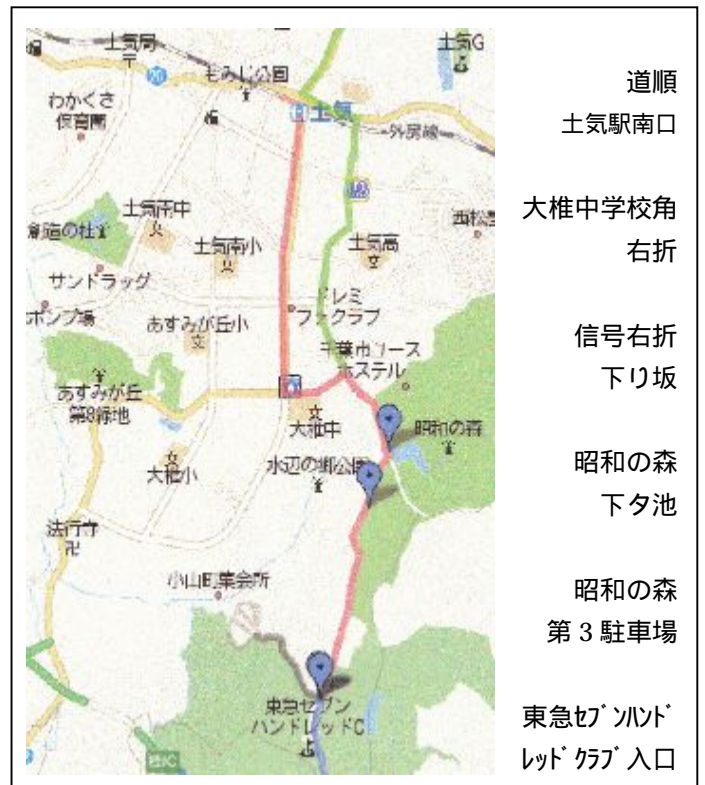 土気局
土気G
20
もみじ公園
わかくさ
保育園
土気
外房線
土気南中
創造の杜
土気南小
土気高
サンドラッグ
ポンプ場
ドレミ
ファクラブ
あすみが丘小
千葉市ユース
ホステル
あすみが丘
第8緑地
大椎中
昭和の森
大椎小
水辺の郷公園
法行寺
小山町集会所
東急セブン
ハンドレッドC
道順
土気駅南口
大椎中学校角
右折
信号右折
下り坂
昭和の森
下夕池
昭和の森
第3駐車場
東急ｾﾌﾞﾝﾊﾝﾄﾞ
ﾚｯﾄﾞｸﾗﾌﾞ入口